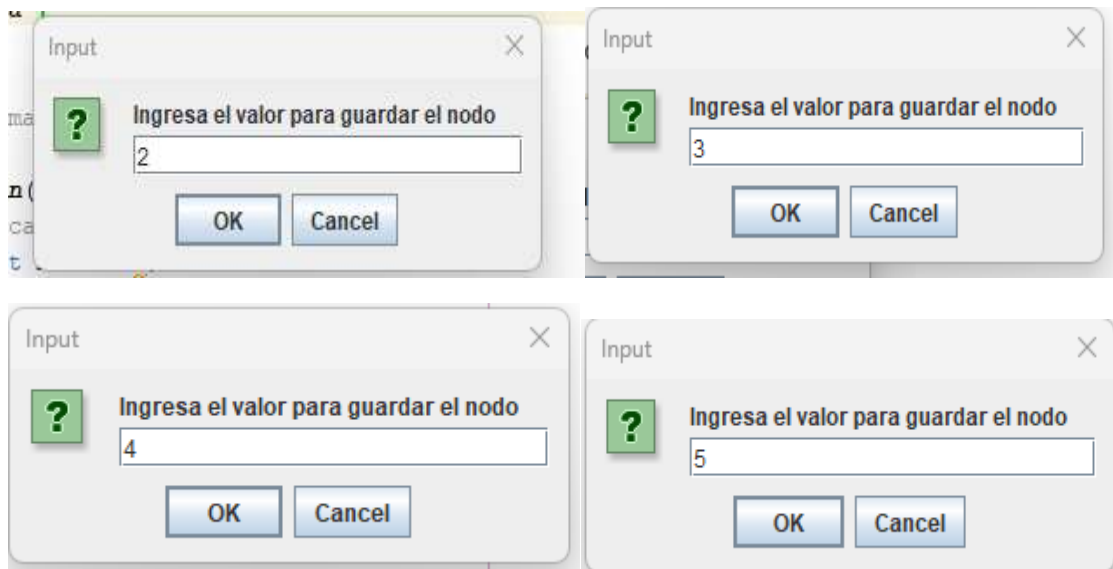 Input
Ingresa el valor para guardar el nodo
2
OK Cancel
Input
Ingresa el valor para guardar el nodo
3
OK Cancel
Input
Ingresa el valor para guardar el nodo
4
OK Cancel
Input
Ingresa el valor para guardar el nodo
5
OK Cancel